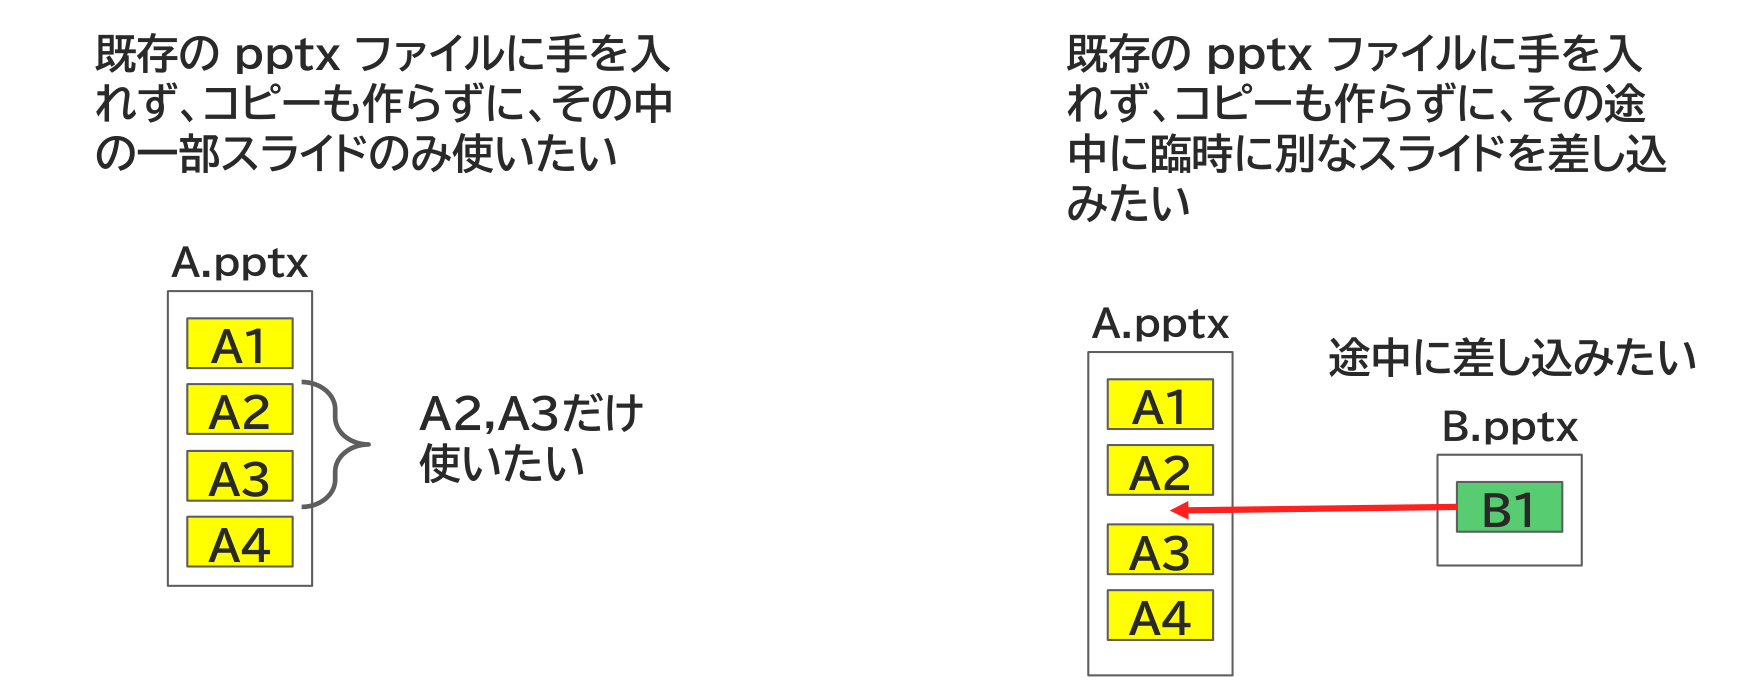 既存の pptx ファイルに手を入
れず、コピーも作らずに、その中
の一部スライドのみ使いたい
A.pptx
A1
A2
A3
A4
A2,A3だけ
使いたい
既存の pptx ファイルに手を入
れず、コピーも作らずに、その途
中に臨時に別なスライドを差し込
みたい
A.pptx
A1
A2
A3
A4
途中に差し込みたい
B.pptx
B1